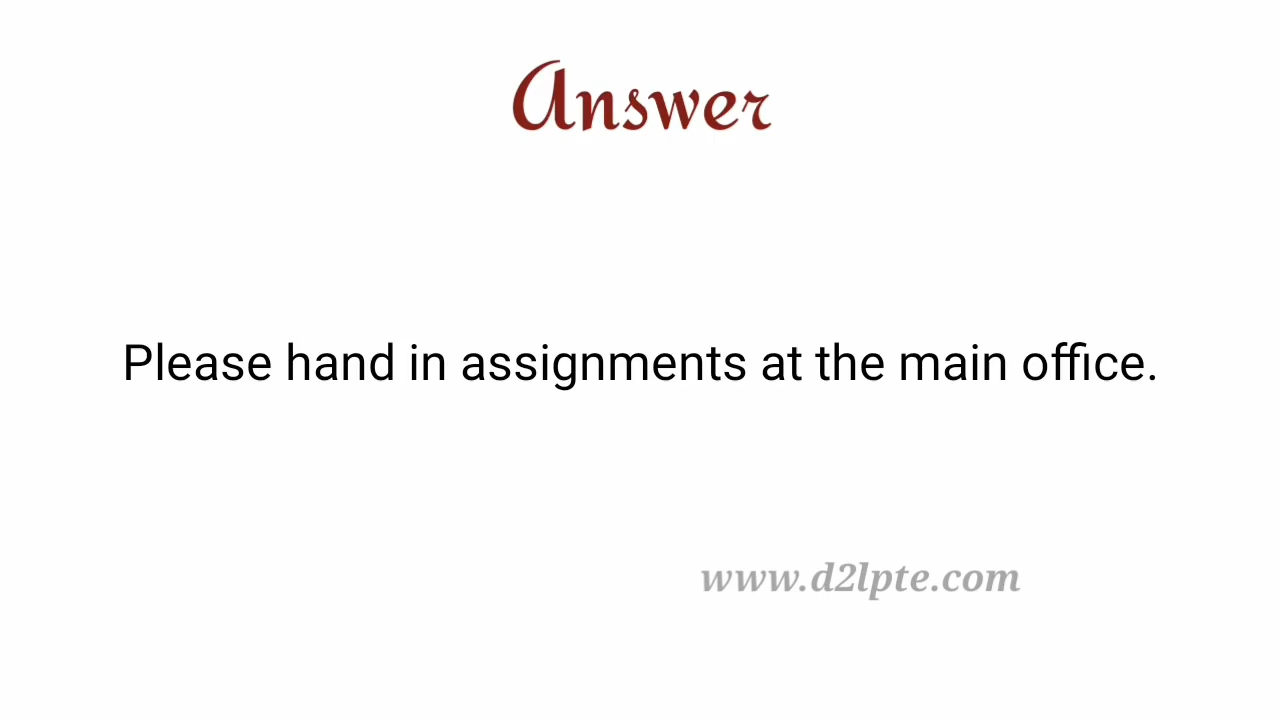 Answer
Please hand in assignments at the main office.
www.d2lpte.com